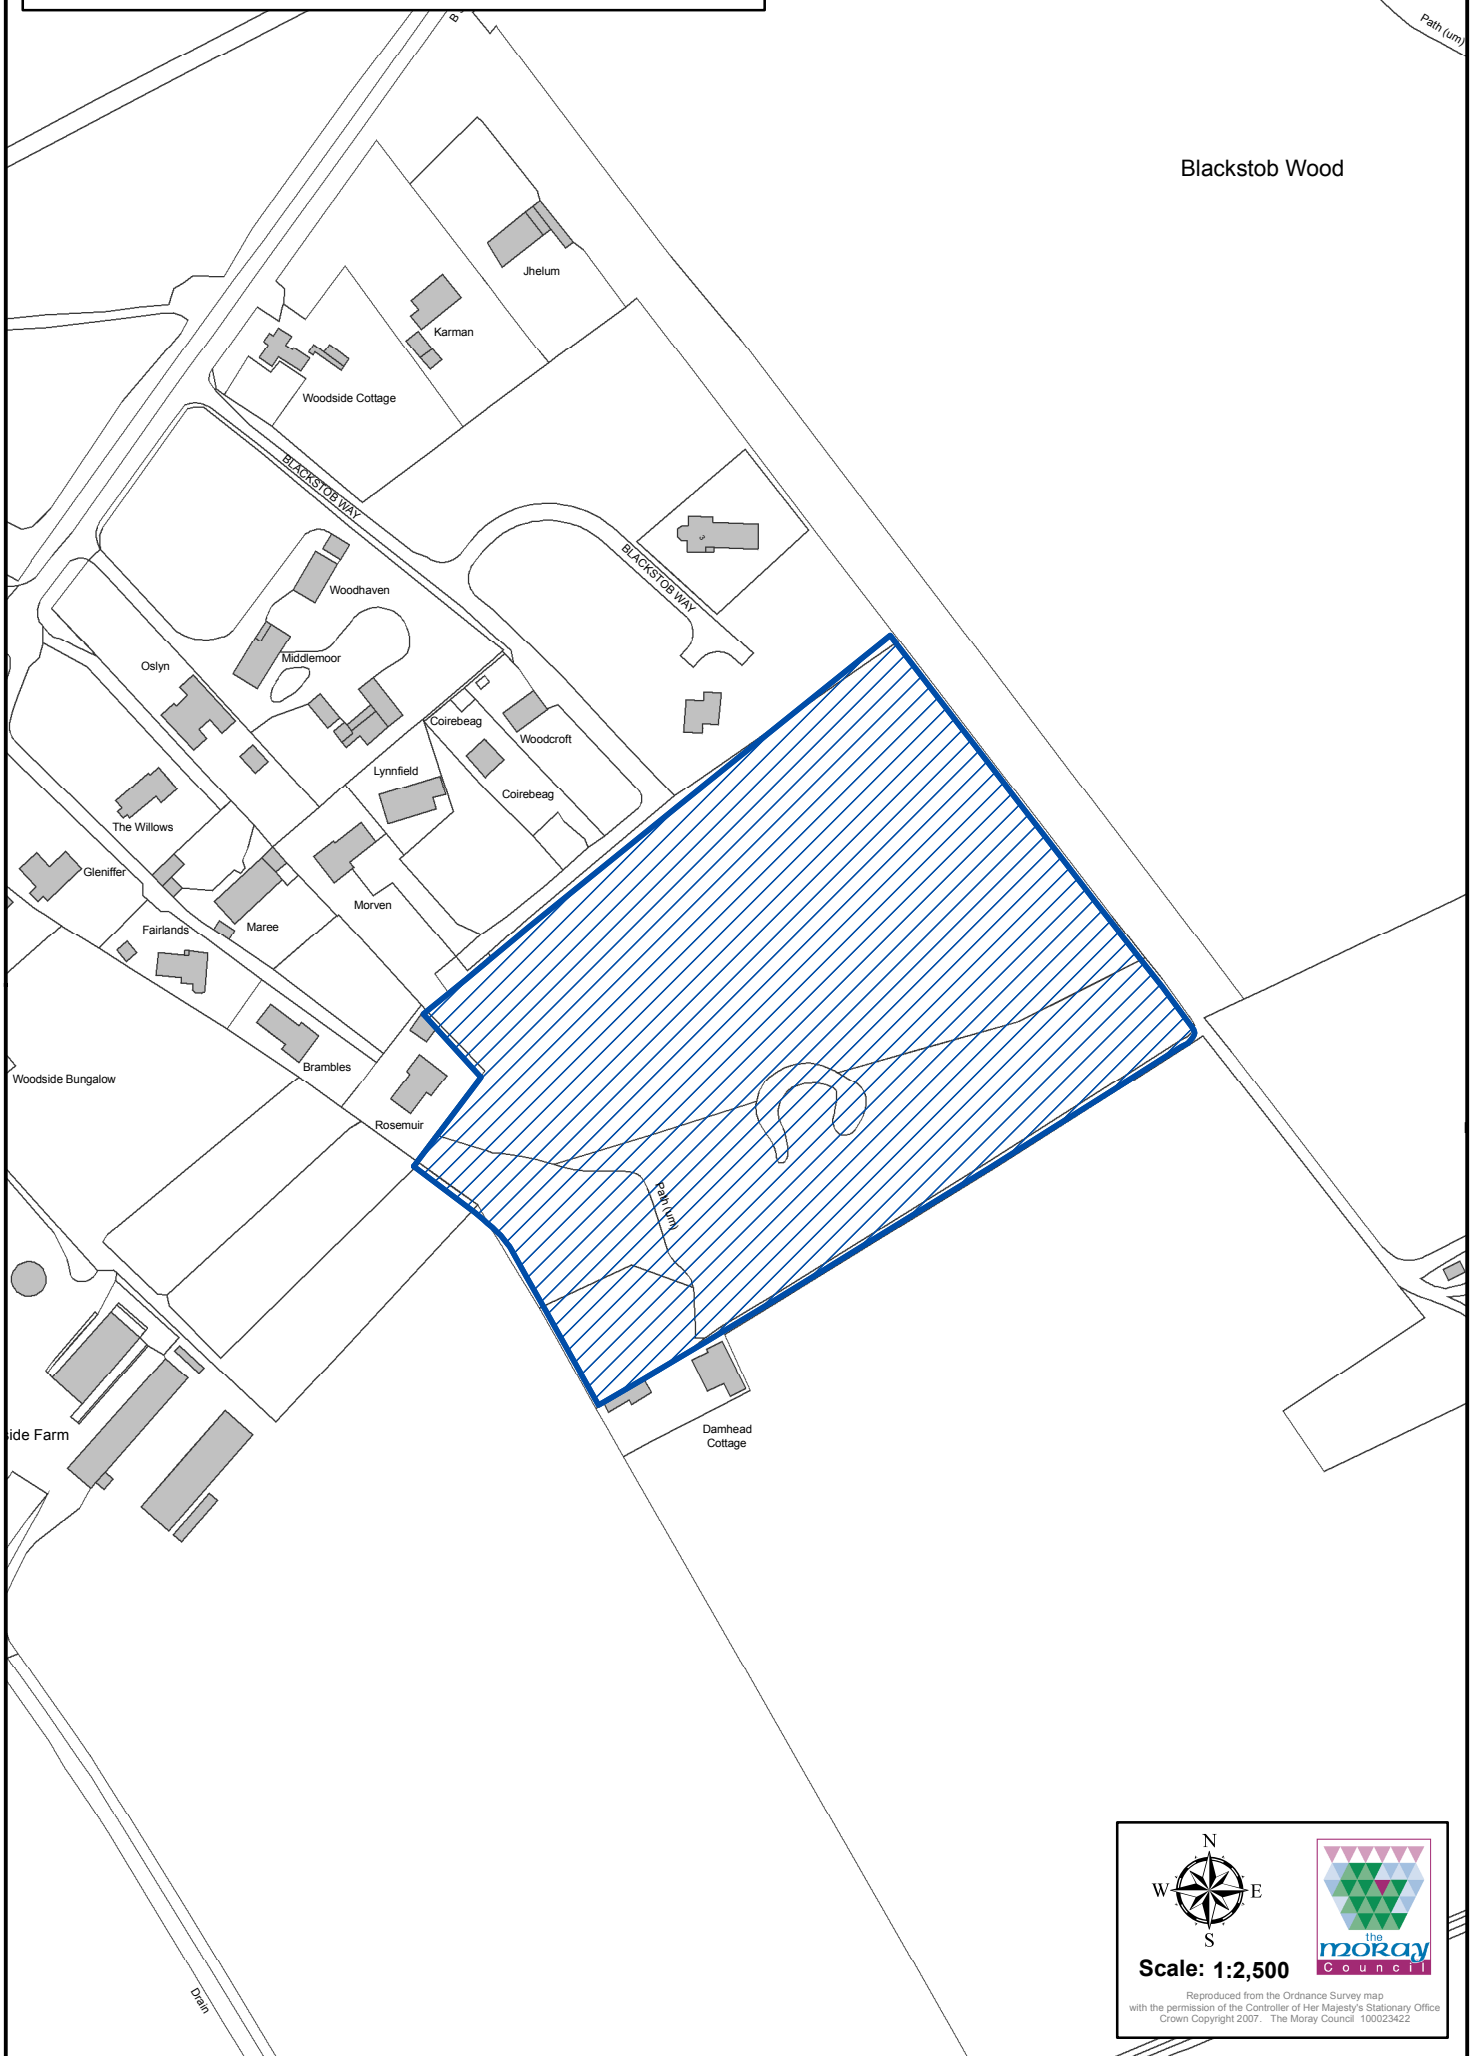 B
Path (um)
Blackstob Wood
Jhelum
Karman
Woodside Cottage
BLACKSTOB WAY
3
BLACKSTOB WAY
Woodhaven
Middlemoor
Oslyn
Coirebeag
Woodcroft
Lynnfield
Coirebeag
The Willows
Gleniffer
Morven
Maree
Fairlands
Brambles
Woodside Bungalow
Rosemuir
Path (um)
side Farm
Damhead
Cottage
Drain
N
W
E
S
Scale: 1:2,500
the
moray
Council
Reproduced from the Ordnance Survey map
with the permission of the Controller of Her Majesty's Stationary Office
Crown Copyright 2007. The Moray Council 100023422